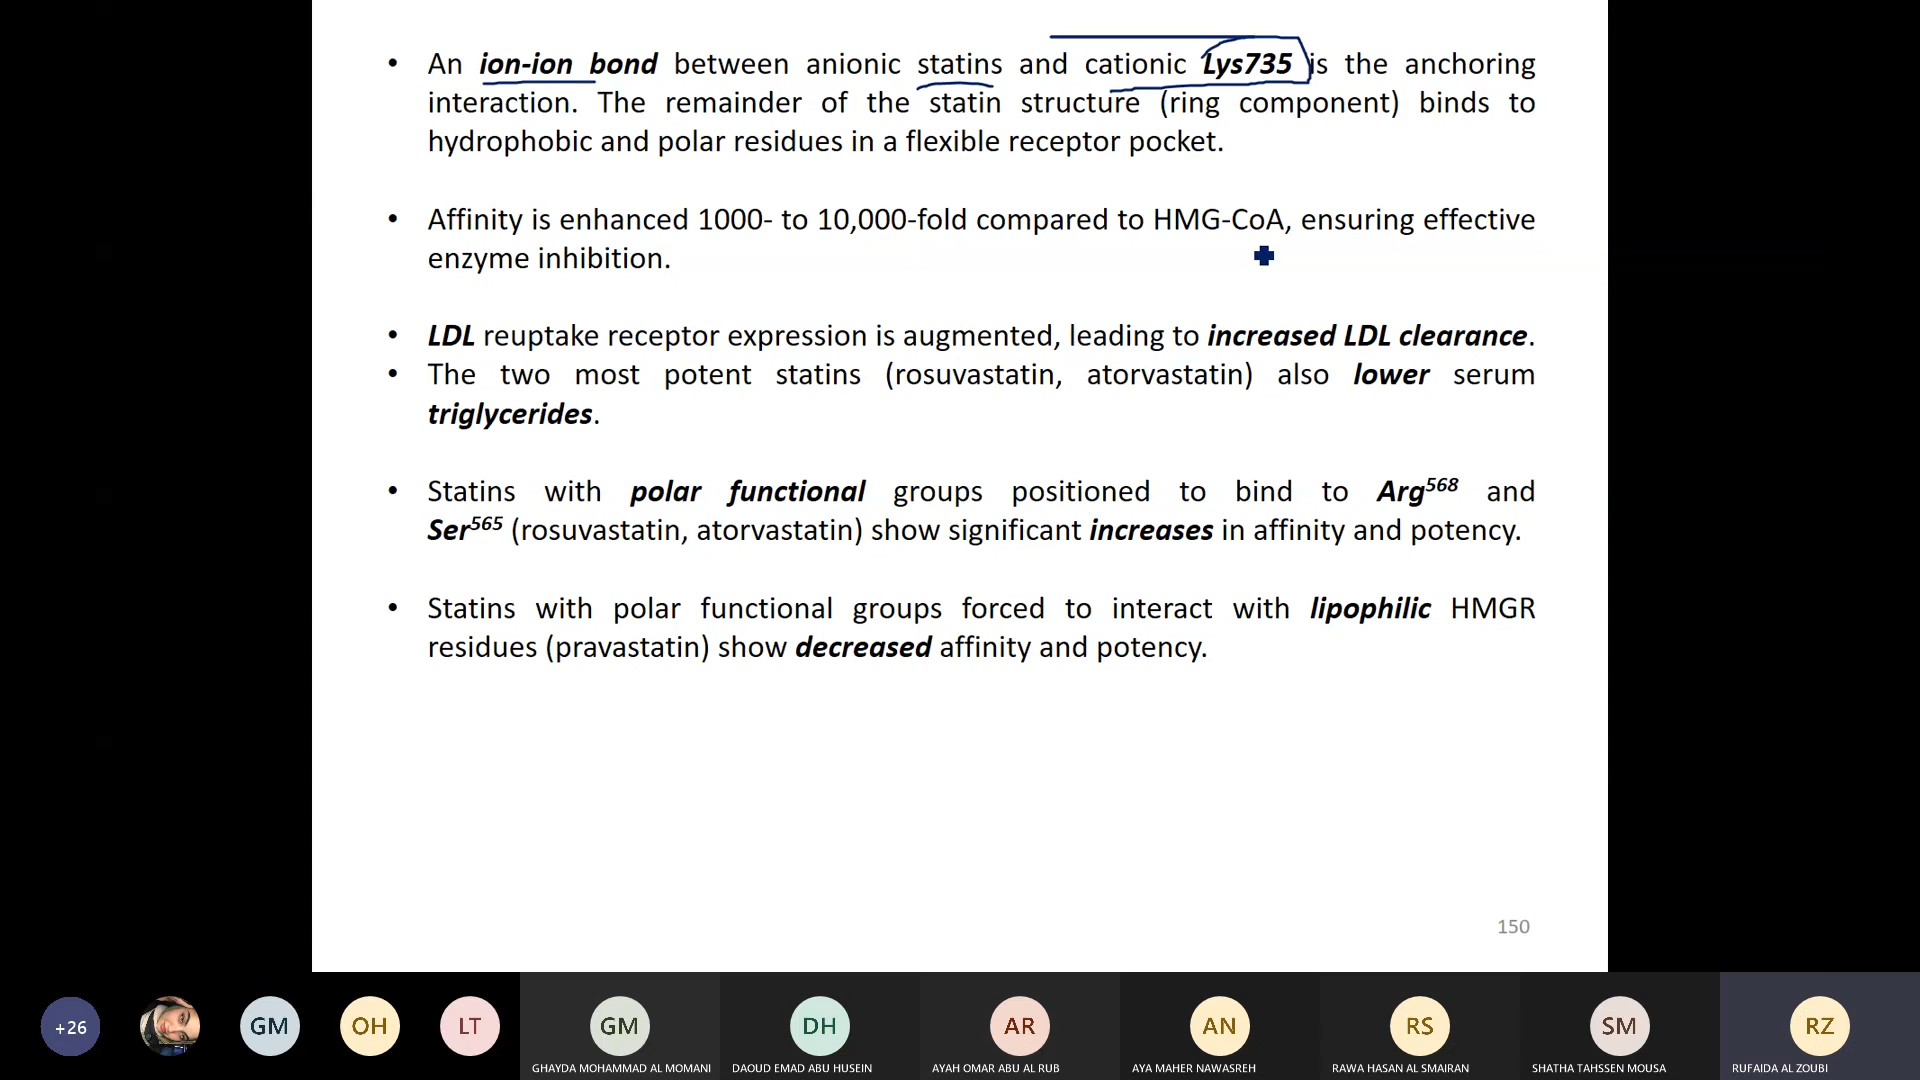 • An ion-ion bond between anionic statins and cationic Lys735 is the anchoring
interaction. The remainder of the statin structure (ring component) binds to
hydrophobic and polar residues in a flexible receptor pocket.
• Affinity is enhanced 1000- to 10,000-fold compared to HMG-CoA, ensuring effective
enzyme inhibition.
• LDL reuptake receptor expression is augmented, leading to increased LDL clearance.
• The two most potent statins (rosuvastatin, atorvastatin) also lower serum
triglycerides.
• Statins with polar functional groups positioned to bind to Arg⁵⁶⁸ and
Ser⁵⁶⁵ (rosuvastatin, atorvastatin) show significant increases in affinity and potency.
• Statins with polar functional groups forced to interact with lipophilic HMGR
residues (pravastatin) show decreased affinity and potency.
150
+26 GM OH LT GM DH AR AN RS SM RZ
GHAYDA MOHAMMAD AL MOMANI DAOUD EMAD ABU HUSEIN AYAH OMAR ABU AL RUB AYA MAHER NAWASREH RAWA HASAN AL SMAIRAN SHATHA TAHSSEN MOUSA RUFAIDA AL ZOUBI